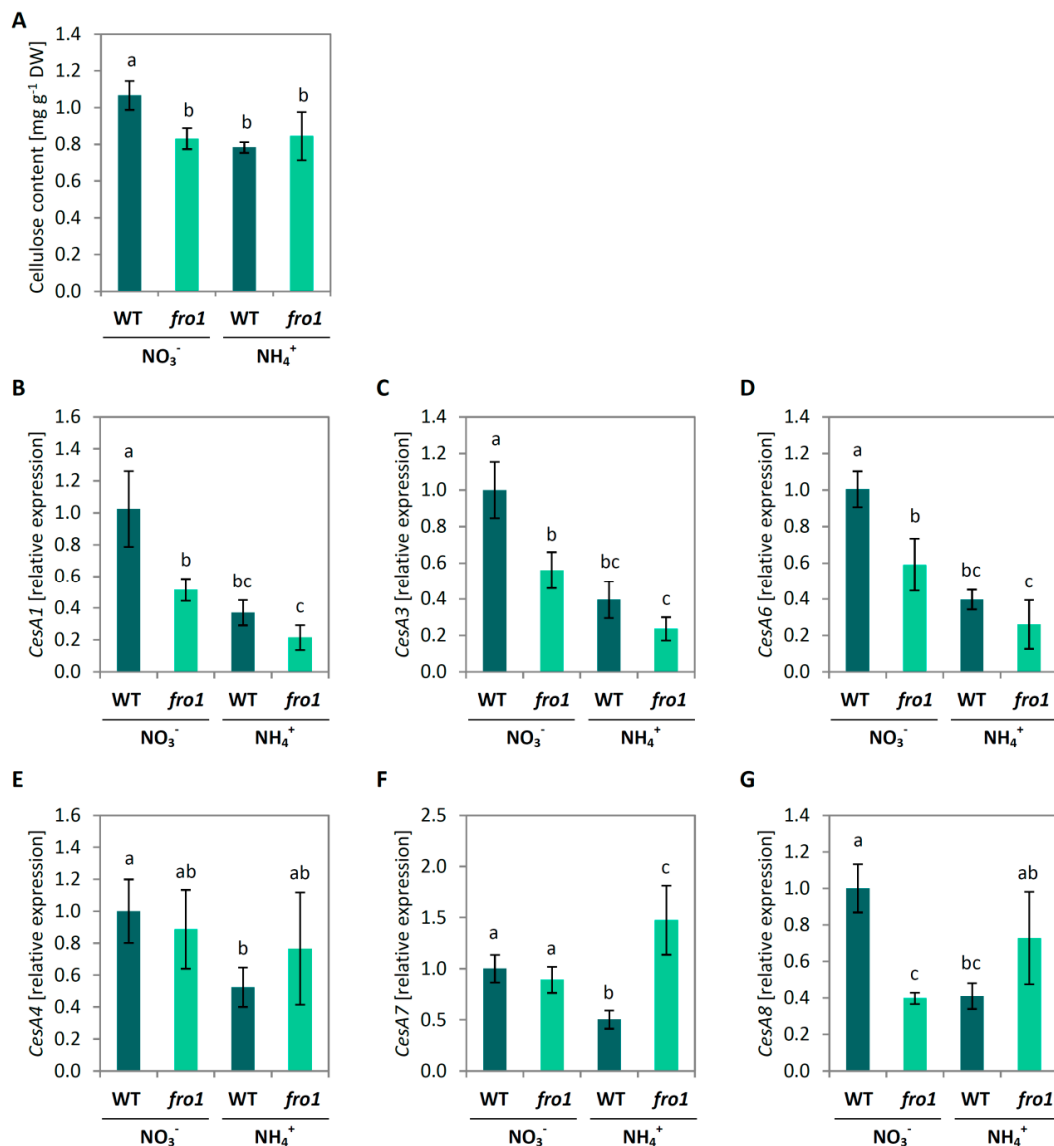 A
Cellulose content [mg g⁻¹ DW]
1.4
1.2
1.0
0.8
0.6
0.4
0.2
0.0
a
b
b
b
WT fro1 WT fro1
NO₃⁻ NH₄⁺
B
CesA1 [relative expression]
1.6
1.4
1.2
1.0
0.8
0.6
0.4
0.2
0.0
a
b
bc
c
WT fro1 WT fro1
NO₃⁻ NH₄⁺
C
CesA3 [relative expression]
1.4
1.2
1.0
0.8
0.6
0.4
0.2
0.0
a
b
bc
c
WT fro1 WT fro1
NO₃⁻ NH₄⁺
D
CesA6 [relative expression]
1.4
1.2
1.0
0.8
0.6
0.4
0.2
0.0
a
b
bc
c
WT fro1 WT fro1
NO₃⁻ NH₄⁺
E
CesA4 [relative expression]
1.6
1.4
1.2
1.0
0.8
0.6
0.4
0.2
0.0
a
ab
b
ab
WT fro1 WT fro1
NO₃⁻ NH₄⁺
F
CesA7 [relative expression]
2.5
2.0
1.5
1.0
0.5
0.0
a
a
b
c
WT fro1 WT fro1
NO₃⁻ NH₄⁺
G
CesA8 [relative expression]
1.4
1.2
1.0
0.8
0.6
0.4
0.2
0.0
a
c
bc
ab
WT fro1 WT fro1
NO₃⁻ NH₄⁺